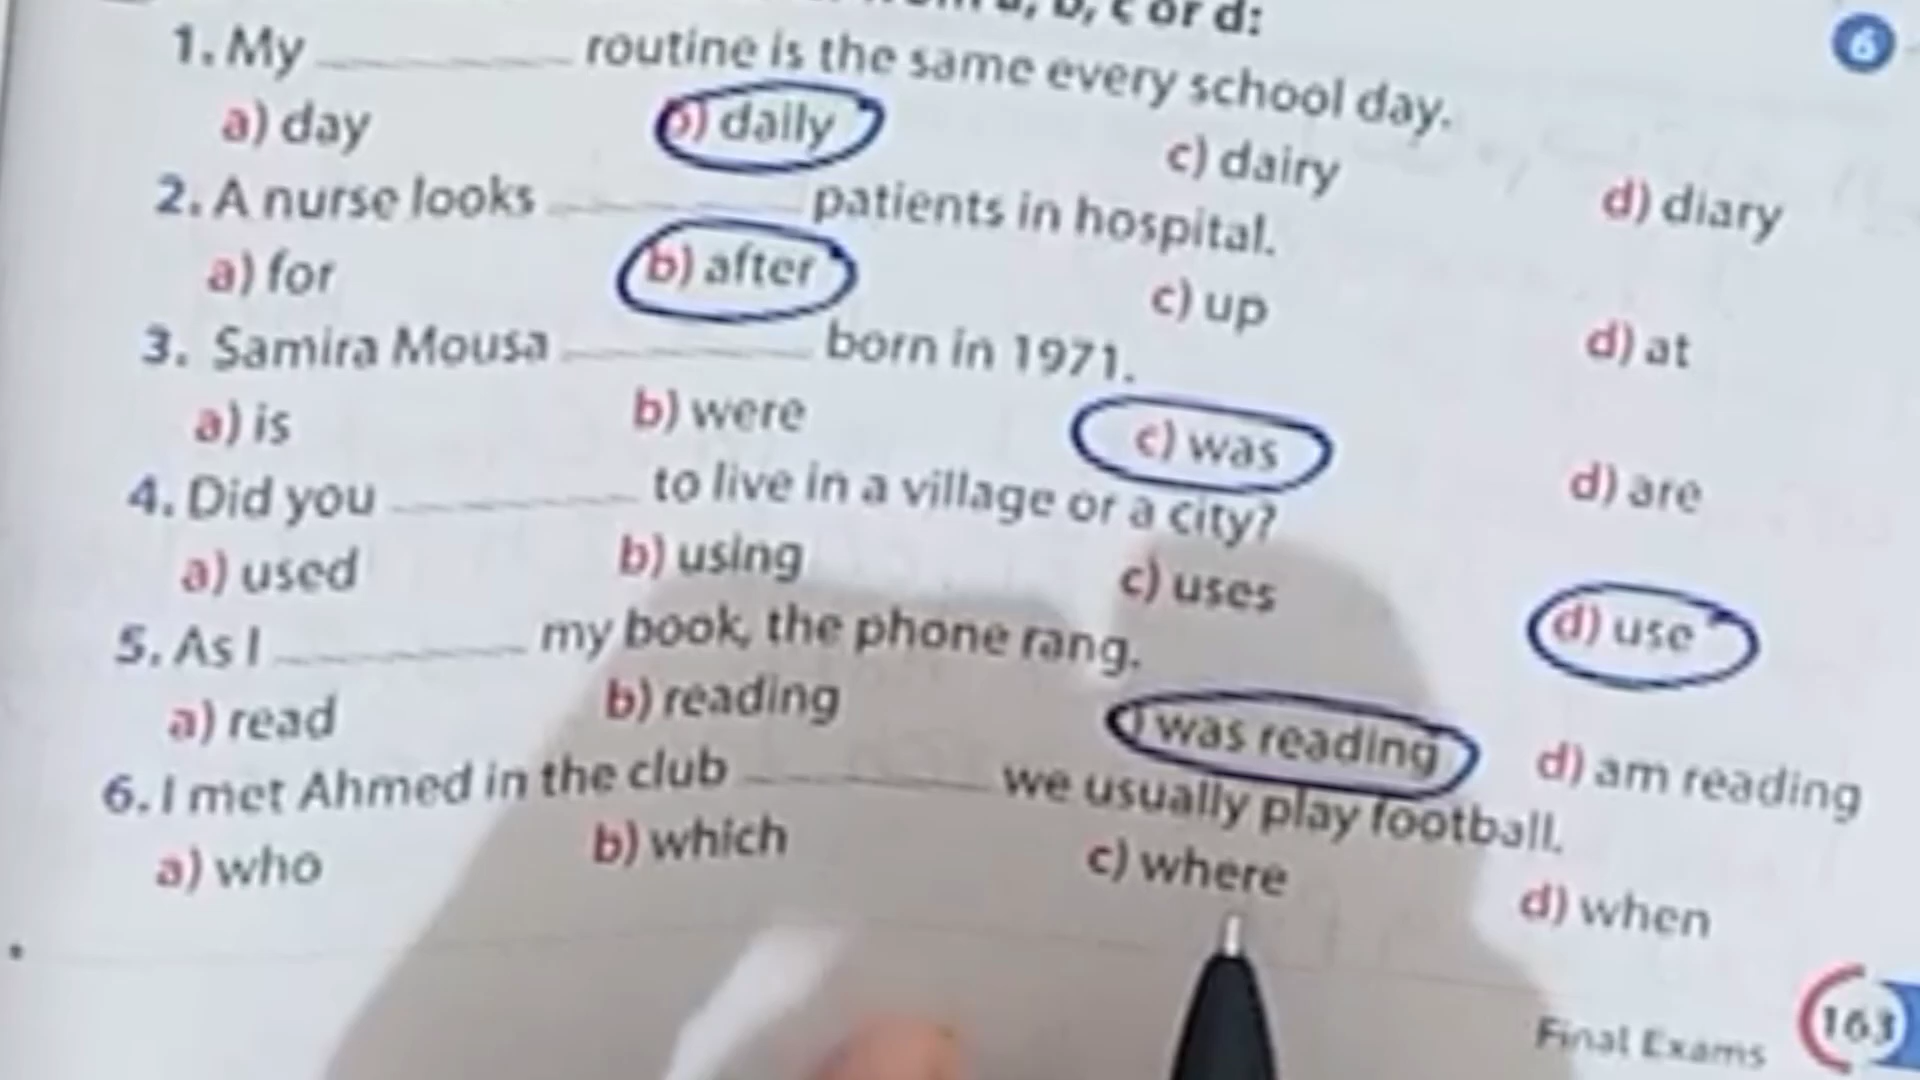 a, b, c or d:
6
1. My ________ routine is the same every school day.
a) day b) daily c) dairy d) diary
2. A nurse looks ________ patients in hospital.
a) for b) after c) up d) at
3. Samira Mousa ________ born in 1971.
a) is b) were c) was d) are
4. Did you ________ to live in a village or a city?
a) used b) using c) uses d) use
5. As I ________ my book, the phone rang.
a) read b) reading ) was reading d) am reading
6. I met Ahmed in the club ________ we usually play football.
a) who b) which c) where d) when
Final Exams 163